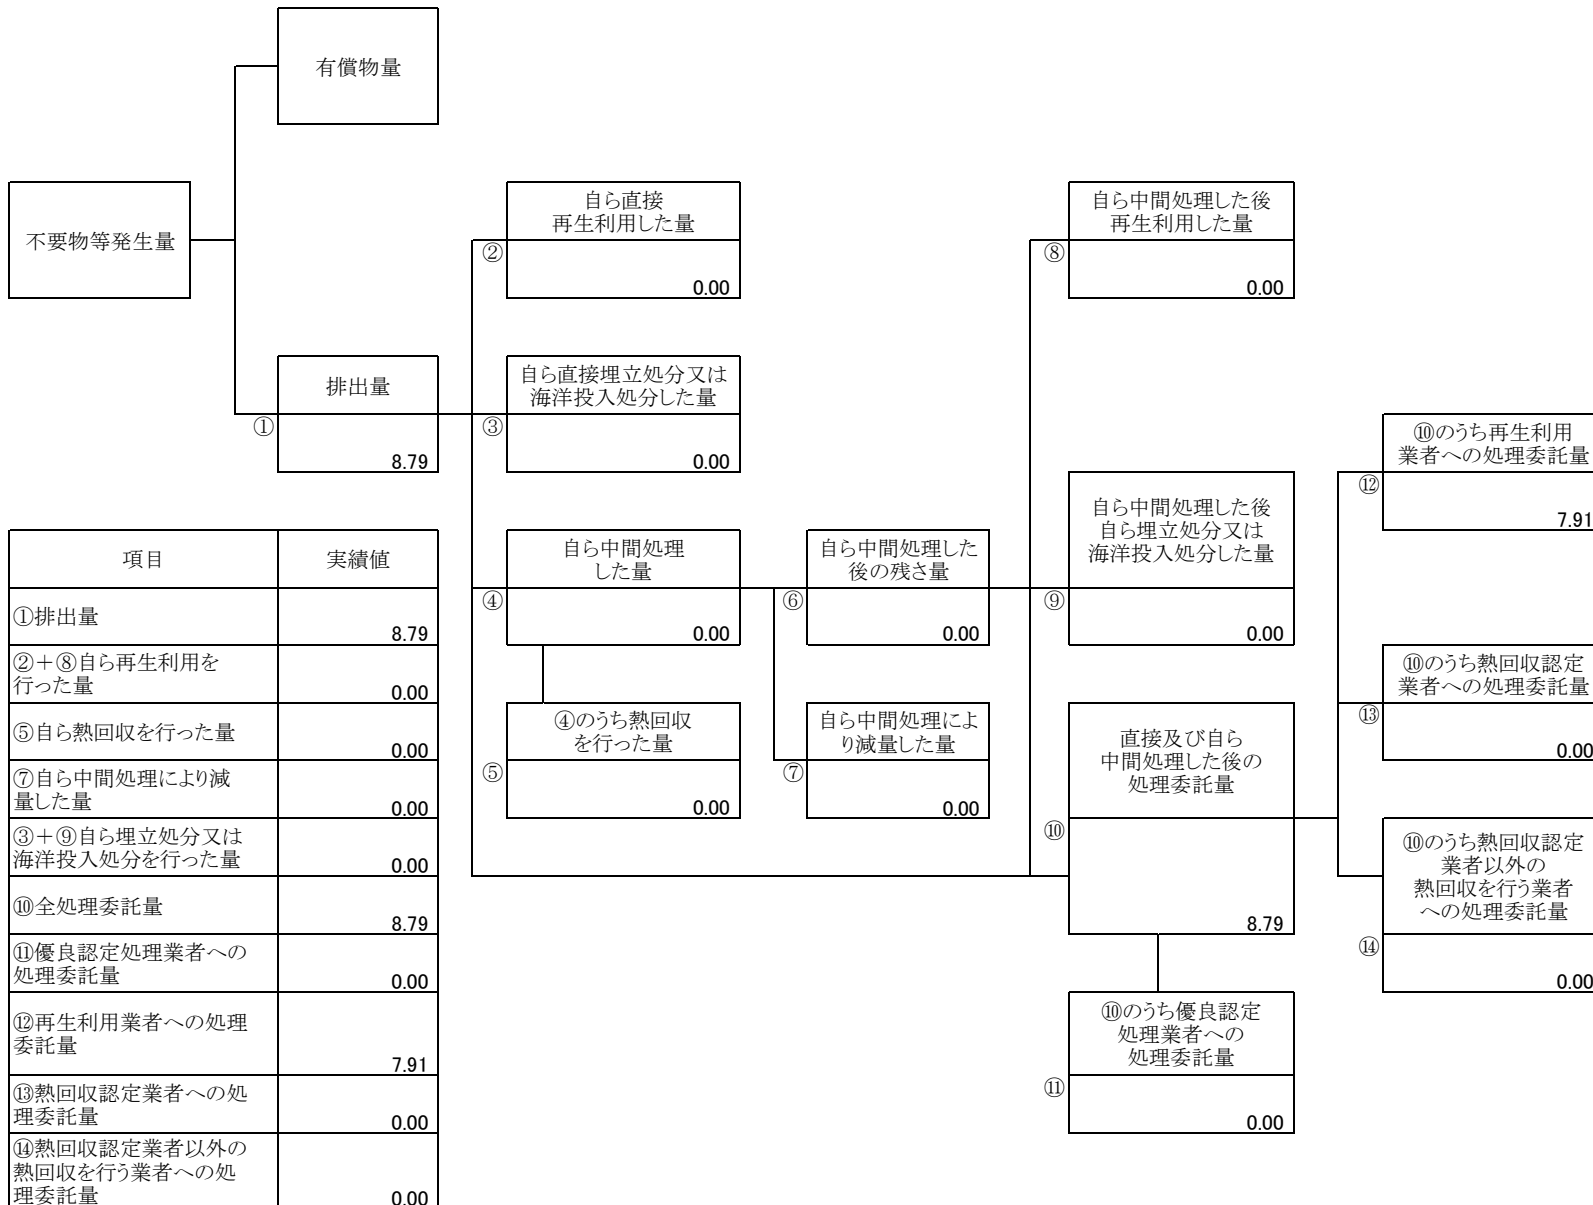 有償物量
不要物等発生量
自ら直接
再生利用した量
②
0.00
自ら中間処理した後
再生利用した量
⑧
0.00
排出量
①
8.79
自ら直接埋立処分又は
海洋投入処分した量
③
0.00
⑩のうち再生利用
業者への処理委託量
⑫
7.91
自ら中間処理
した量
④
0.00
自ら中間処理した
後の残さ量
⑥
0.00
自ら中間処理した後
自ら埋立処分又は
海洋投入処分した量
⑨
0.00
⑩のうち熱回収認定
業者への処理委託量
⑬
0.00
④のうち熱回収
を行った量
⑤
0.00
自ら中間処理によ
り減量した量
⑦
0.00
直接及び自ら
中間処理した後の
処理委託量
⑩
8.79
⑩のうち熱回収認定
業者以外の
熱回収を行う業者
への処理委託量
⑭
0.00
⑩のうち優良認定
処理業者への
処理委託量
⑪
0.00
項目 実績値
①排出量
8.79
②+⑧自ら再生利用を
行った量
0.00
⑤自ら熱回収を行った量
0.00
⑦自ら中間処理により減
量した量
0.00
③+⑨自ら埋立処分又は
海洋投入処分を行った量
0.00
⑩全処理委託量
8.79
⑪優良認定処理業者への
処理委託量
0.00
⑫再生利用業者への処理
委託量
7.91
⑬熱回収認定業者への処
理委託量
0.00
⑭熱回収認定業者以外の
熱回収を行う業者への処
理委託量
0.00